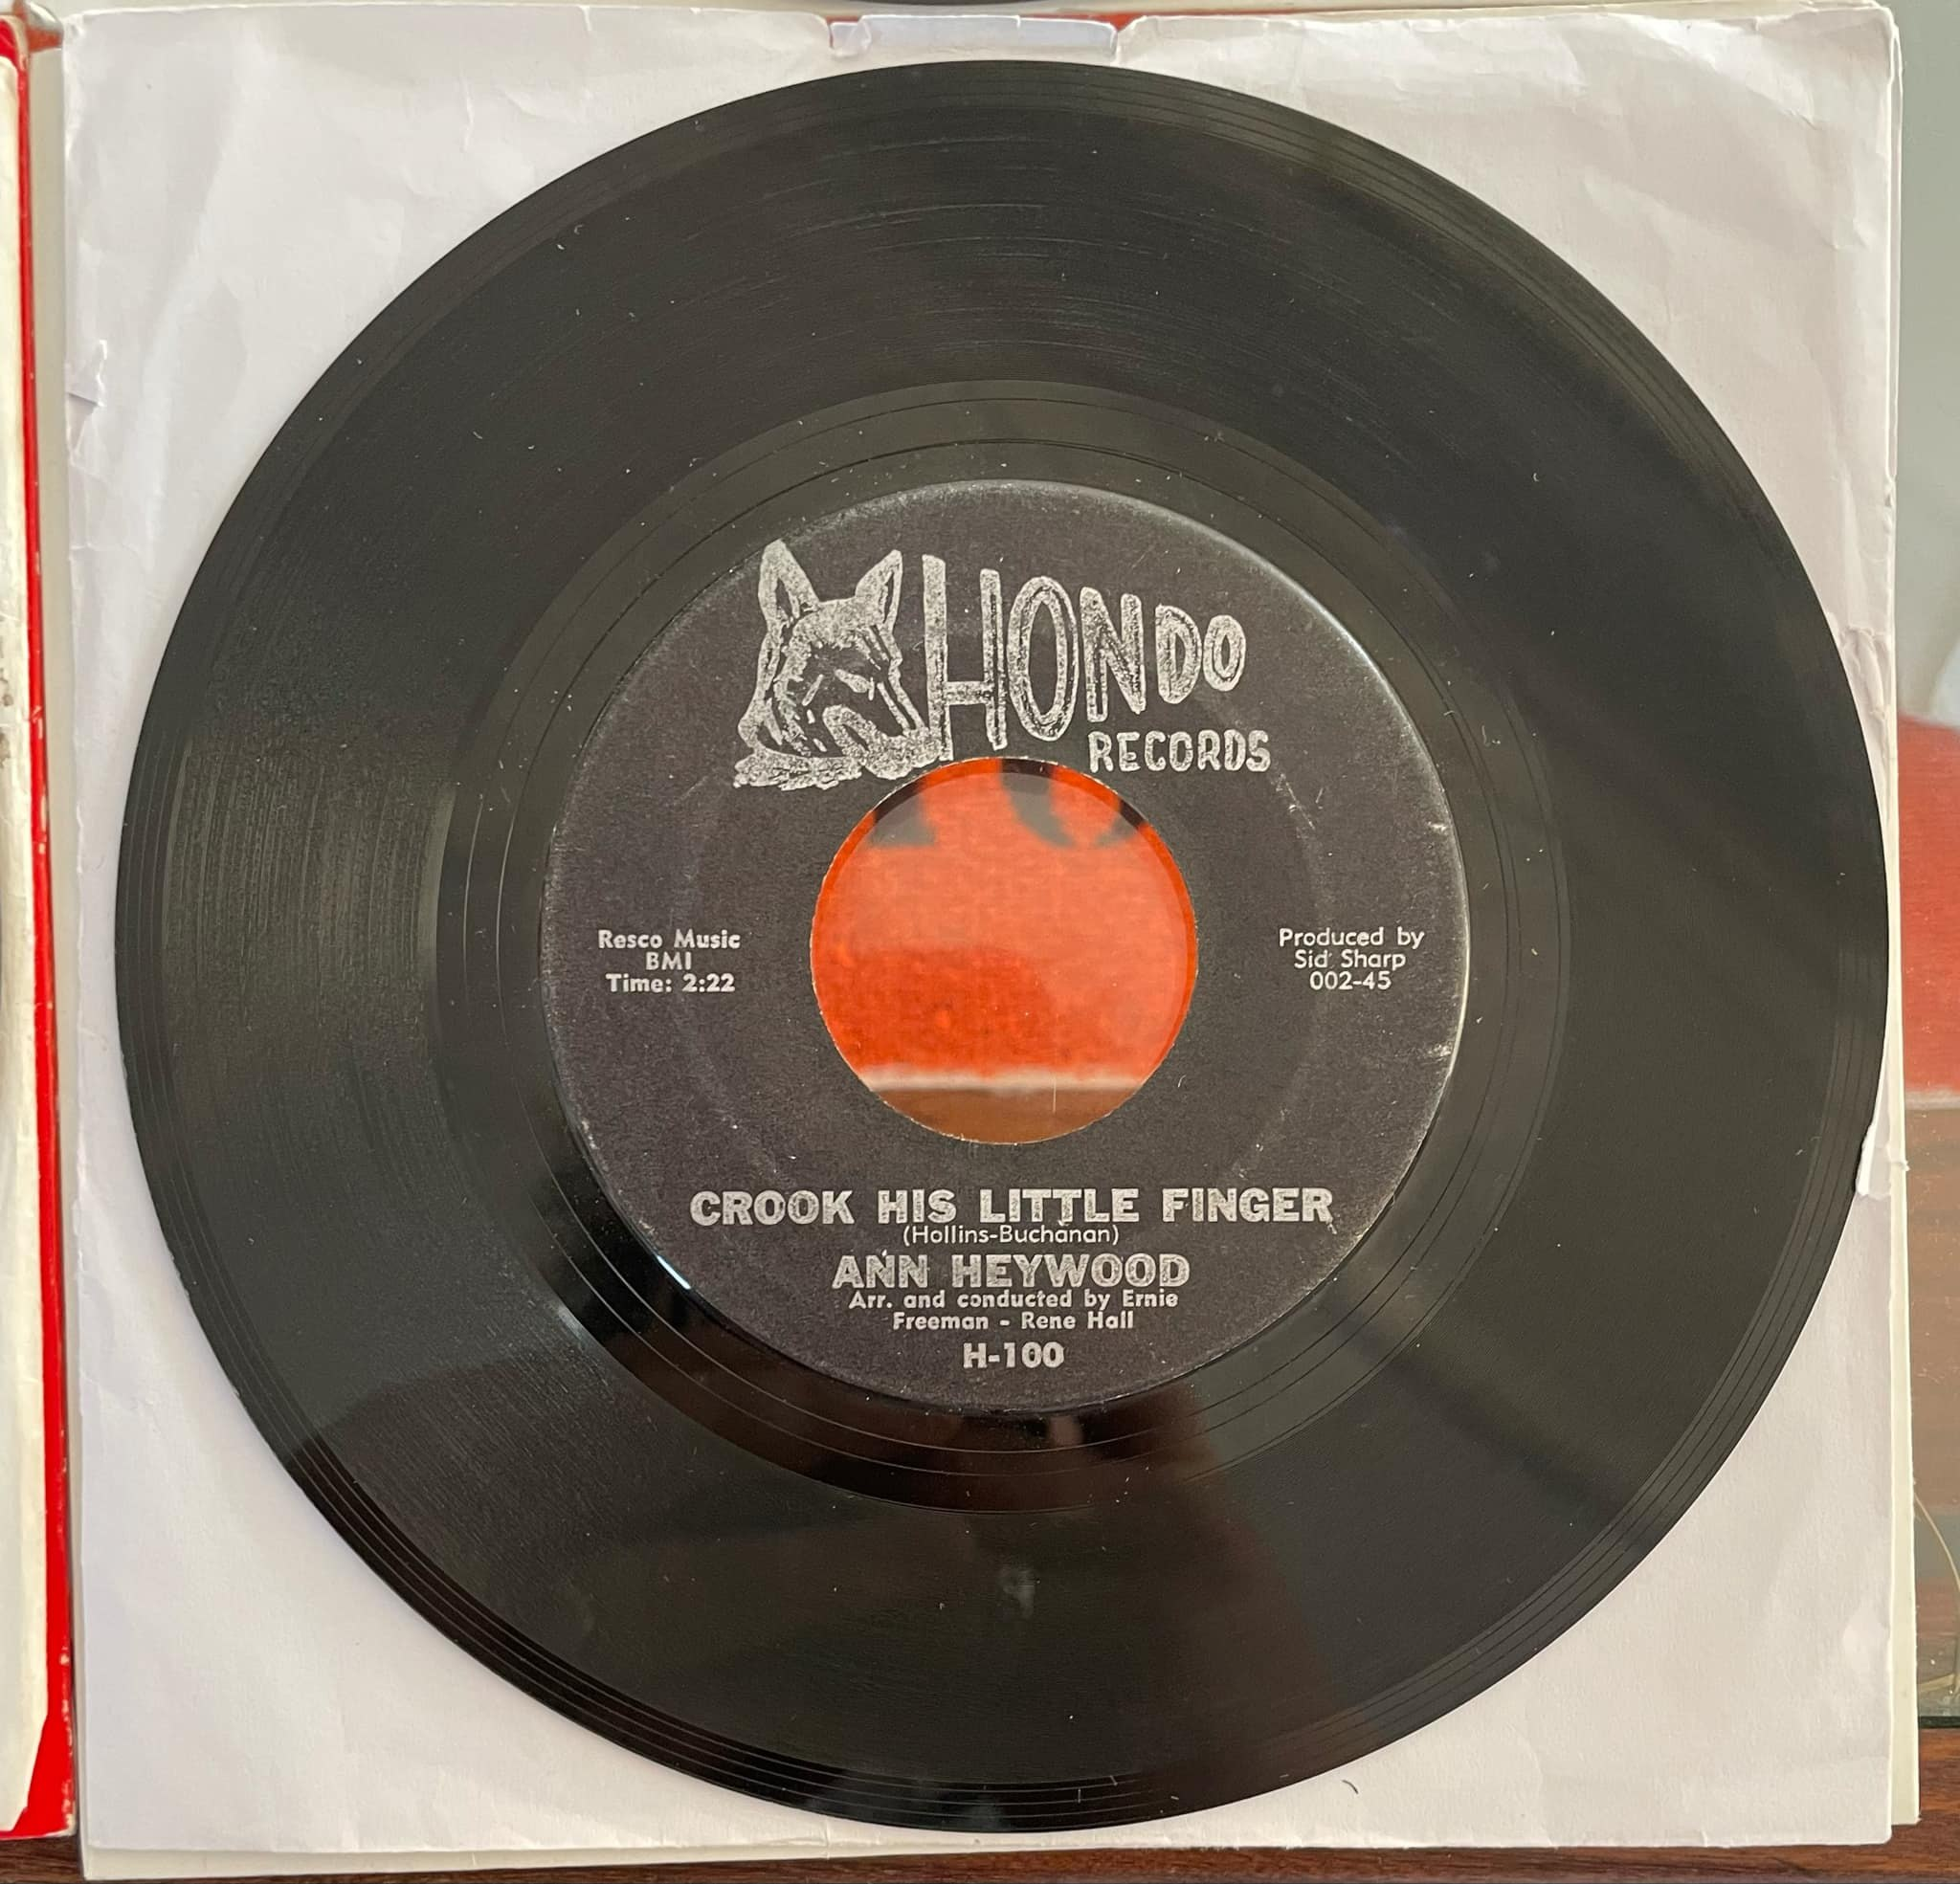 HONDO
RECORDS
Resco Music
BMI
Time: 2:22
Produced by
Sid Sharp
002-45
CROOK HIS LITTLE FINGER
(Hollins-Buchanan)
ANN HEYWOOD
Arr. and conducted by Ernie
Freeman - Rene Hall
H-100